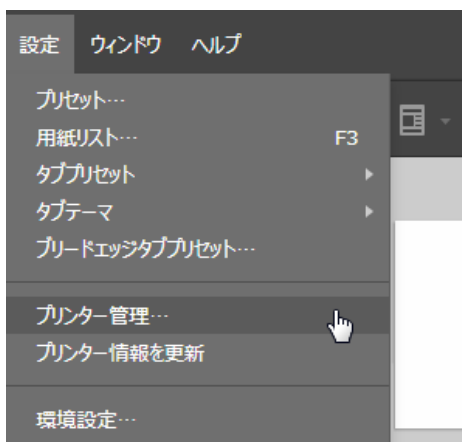 設定 ウィンドウ ヘルプ
プリセット…
用紙リスト… F3
タブプリセット
タブテーマ
ブリードエッジタブプリセット…
プリンター管理…
プリンター情報を更新
環境設定…